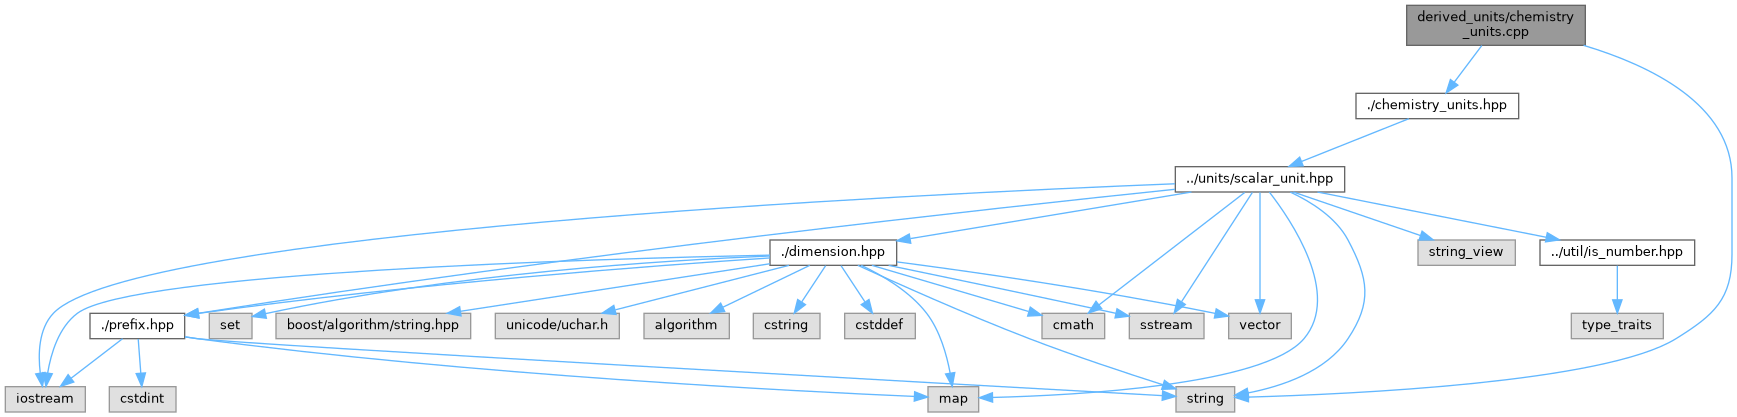 derived_units/chemistry
_units.cpp
./chemistry_units.hpp
../units/scalar_unit.hpp
./dimension.hpp
string_view
../util/is_number.hpp
./prefix.hpp
set
boost/algorithm/string.hpp
unicode/uchar.h
algorithm
cstring
cstddef
cmath
sstream
vector
type_traits
iostream
cstdint
map
string